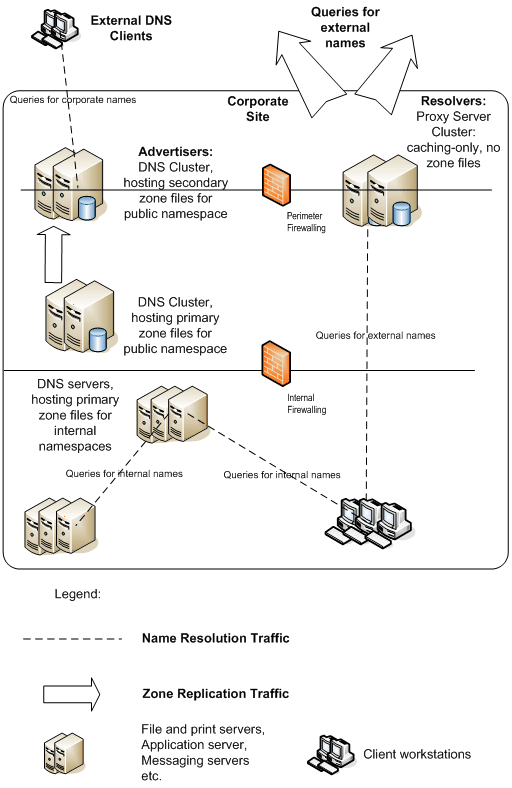 External DNS
Clients
Queries for
external
names
Queries for corporate names
Corporate
Site
Resolvers:
Proxy Server
Cluster:
caching-only, no
zone files
Advertisers:
DNS Cluster,
hosting secondary
zone files for
public namespace
Perimeter
Firewalling
DNS Cluster,
hosting primary
zone files for
public namespace
Queries for external names
Internal
Firewalling
DNS servers,
hosting primary
zone files for
internal
namespaces
Queries for internal names
Queries for internal names
Legend:
Name Resolution Traffic
Zone Replication Traffic
File and print servers,
Application server,
Messaging servers
etc.
Client workstations